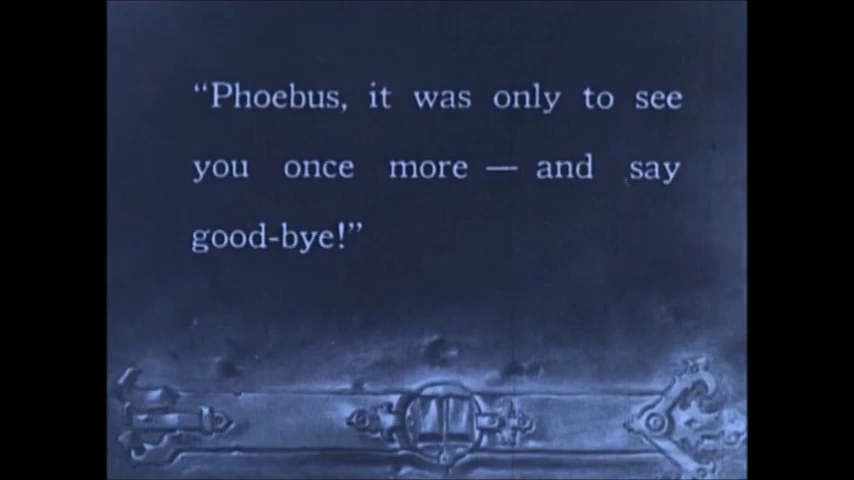 “Phoebus, it was only to see
you once more — and say
good-bye!”